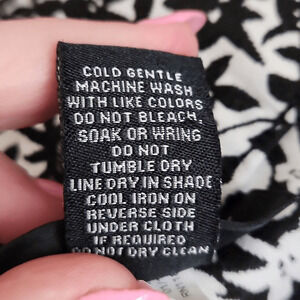 COLD GENTLE
MACHINE WASH
WITH LIKE COLORS
DO NOT BLEACH,
SOAK OR WRING
DO NOT
TUMBLE DRY
LINE DRY IN SHADE
COOL IRON ON
REVERSE SIDE
UNDER CLOTH
IF REQUIRED
DO NOT DRY CLEAN